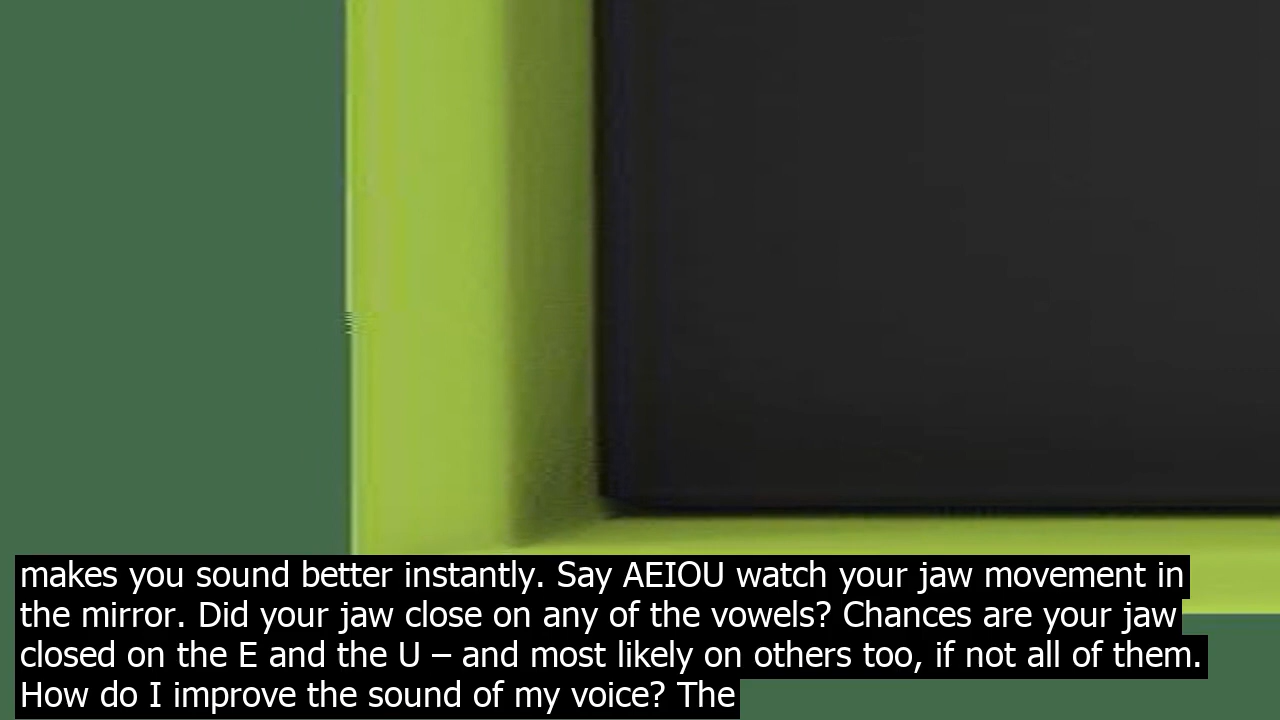 makes you sound better instantly. Say AEIOU watch your jaw movement in
the mirror. Did your jaw close on any of the vowels? Chances are your jaw
closed on the E and the U – and most likely on others too, if not all of them.
How do I improve the sound of my voice? The